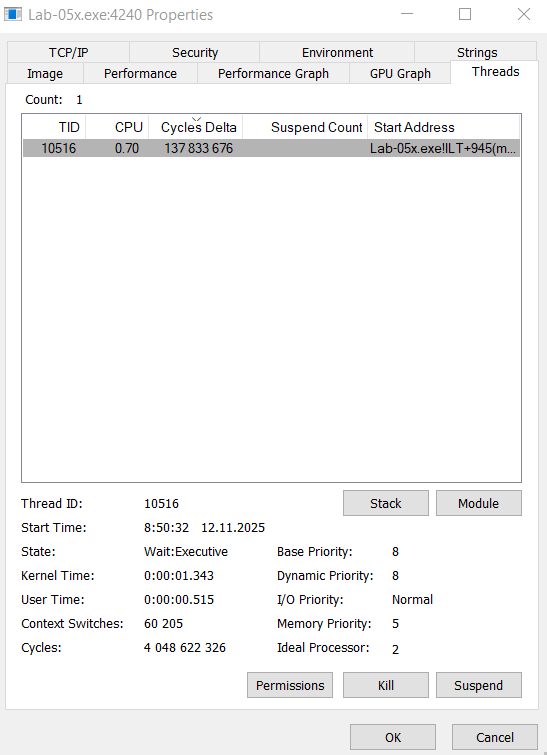 Lab-05x.exe:4240 Properties
TCP/IP Security Environment Strings
Image Performance Performance Graph GPU Graph Threads
Count: 1
TID CPU Cycles Delta Suspend Count Start Address
10516 0.70 137 833 676 Lab-05x.exe!ILT+945(m...
Thread ID: 10516 Stack Module
Start Time: 8:50:32 12.11.2025
State: Wait:Executive Base Priority: 8
Kernel Time: 0:00:01.343 Dynamic Priority: 8
User Time: 0:00:00.515 I/O Priority: Normal
Context Switches: 60 205 Memory Priority: 5
Cycles: 4 048 622 326 Ideal Processor: 2
Permissions Kill Suspend
OK Cancel